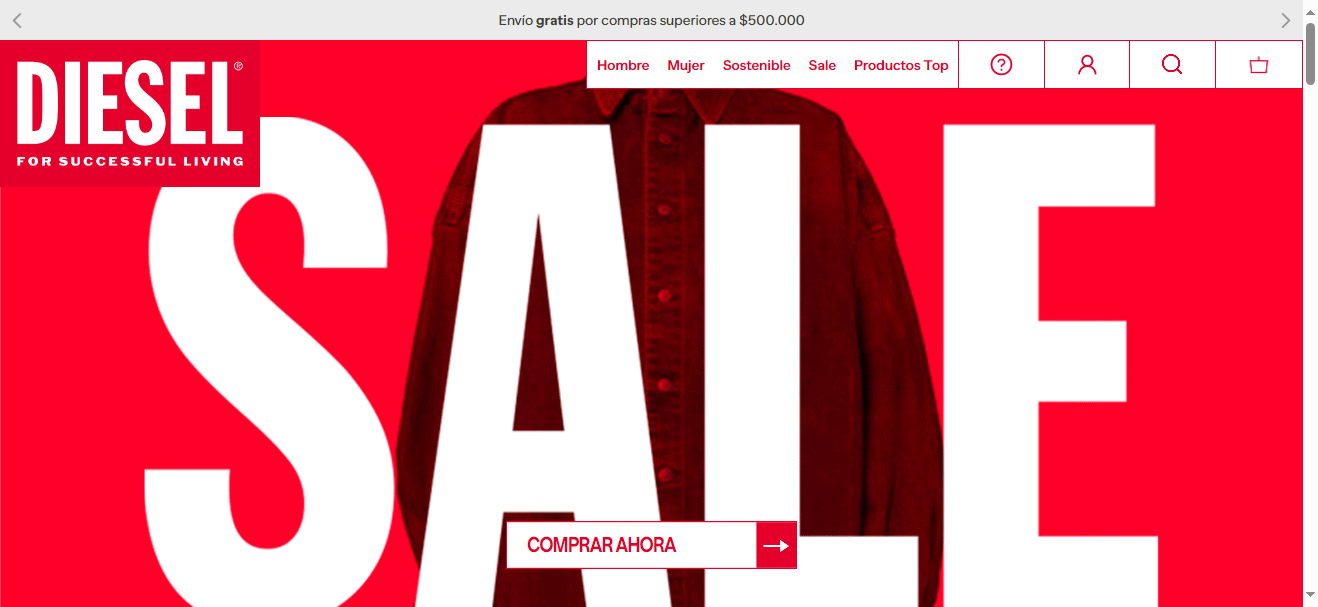 Envío gratis por compras superiores a $500.000
DIESEL®
FOR SUCCESSFUL LIVING
Hombre Mujer Sostenible Sale Productos Top
SALE
COMPRAR AHORA